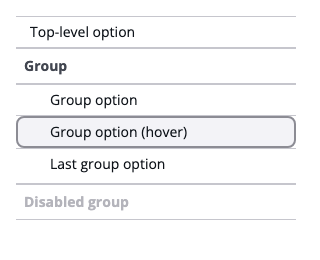 Top-level option
Group
Group option
Group option (hover)
Last group option
Disabled group